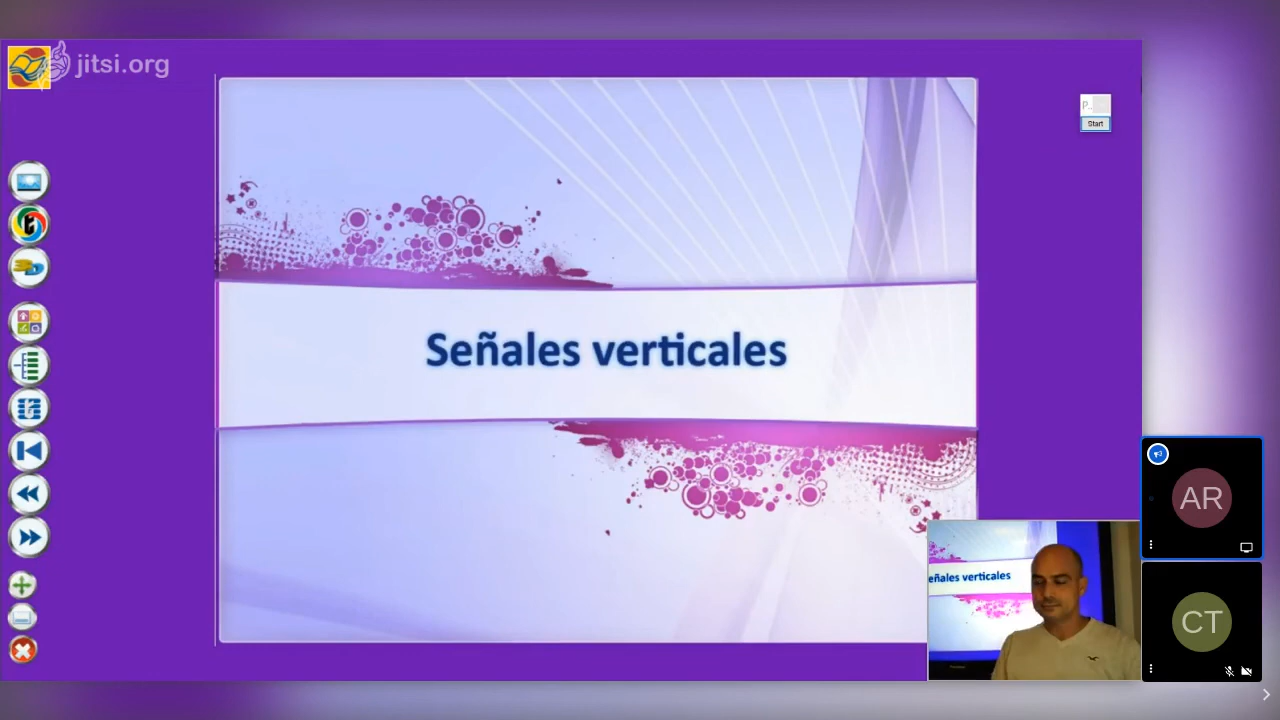 jitsi.org
P...
Start
Señales verticales
AR
eñales verticales
CT